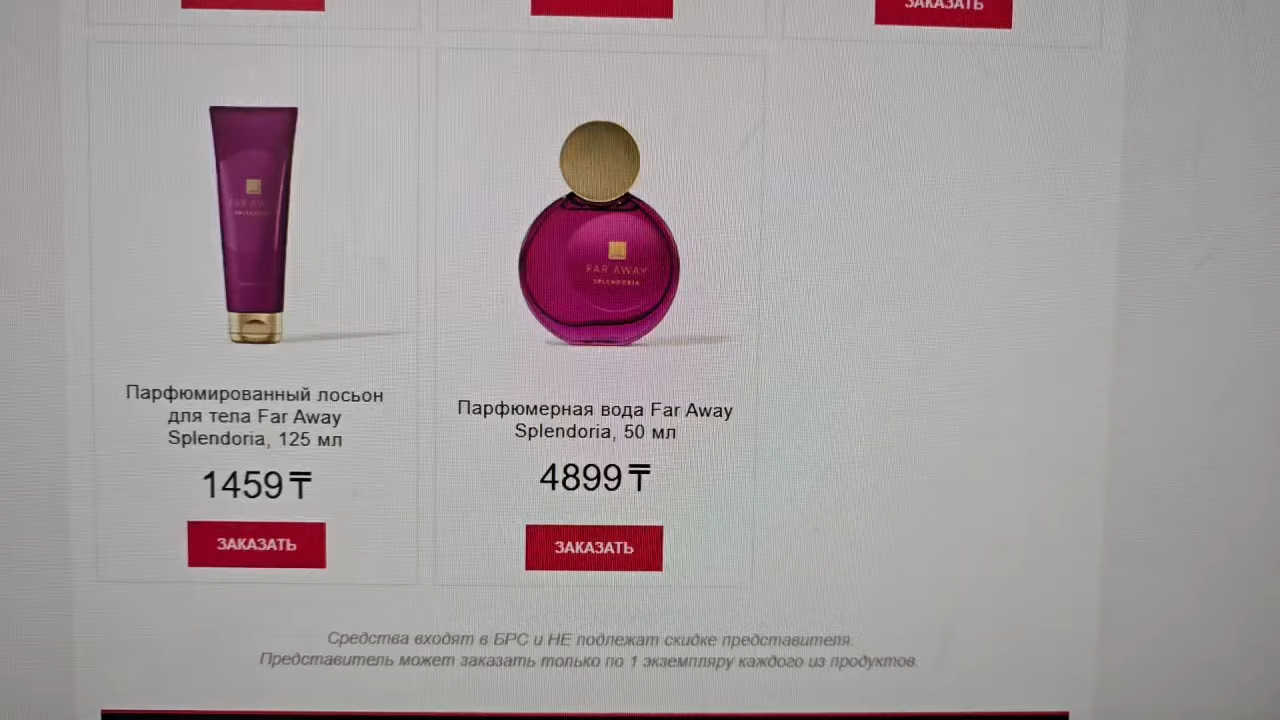 ЗАКАЗАТЬ
FAR AWAY
SPLENDORIA
Парфюмированный лосьон
для тела Far Away
Splendoria, 125 мл
1459₸
ЗАКАЗАТЬ
Парфюмерная вода Far Away
Splendoria, 50 мл
4899₸
ЗАКАЗАТЬ
Средства входят в БРС и НЕ подлежат скидке представителя.
Представитель может заказать только по 1 экземпляру каждого из продуктов.